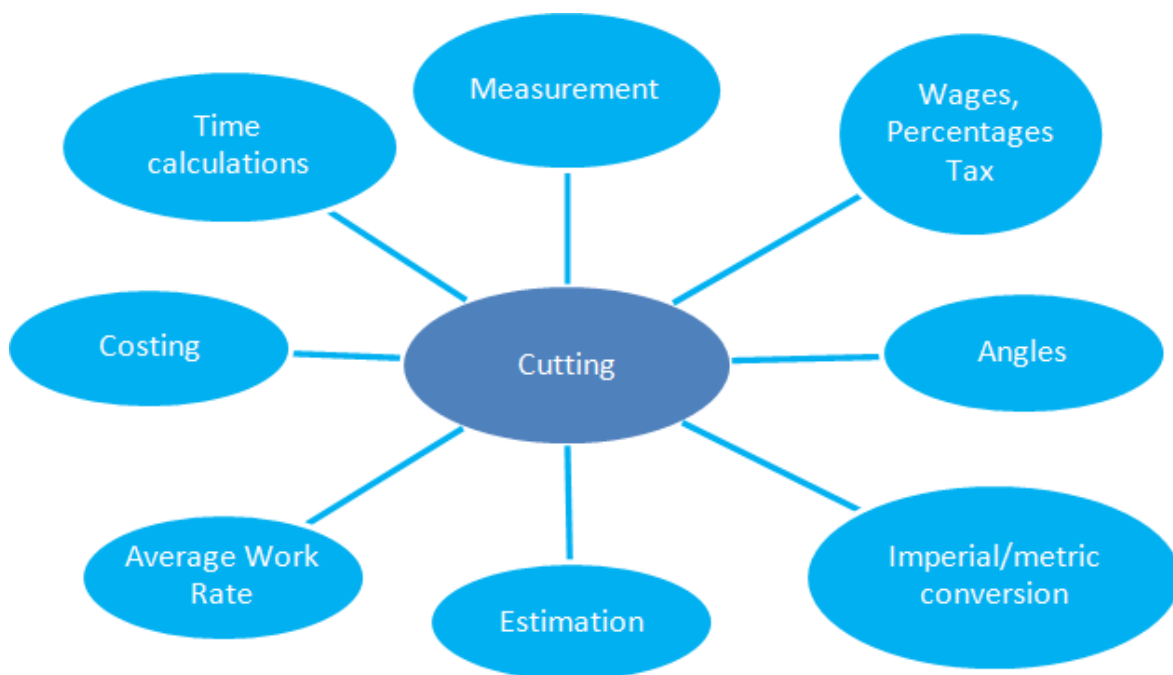 Measurement
Time
calculations
Wages,
Percentages
Tax
Costing
Cutting
Angles
Average Work
Rate
Estimation
Imperial/metric
conversion